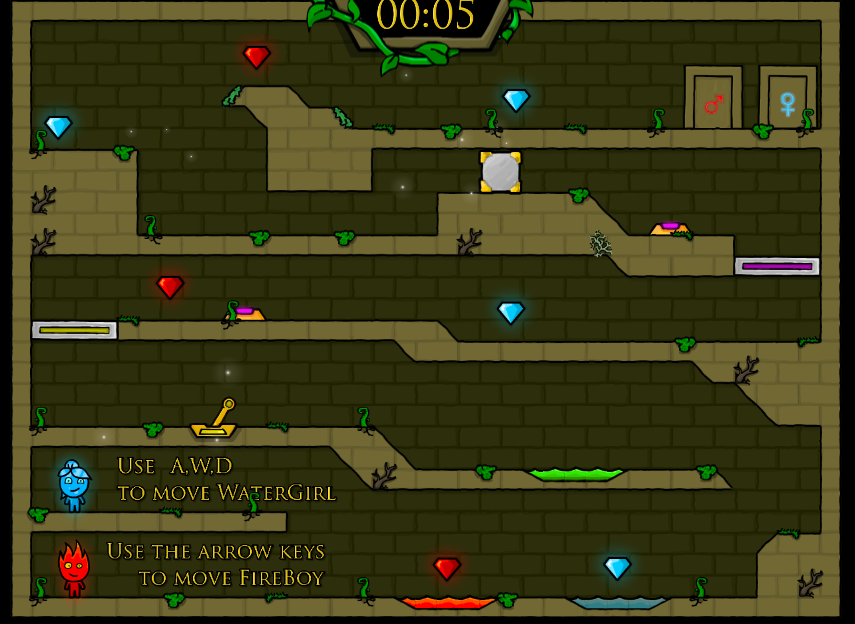 00:05
♂ ♀
Use A,W,D
to move WaterGirl
Use the arrow keys
to move FireBoy